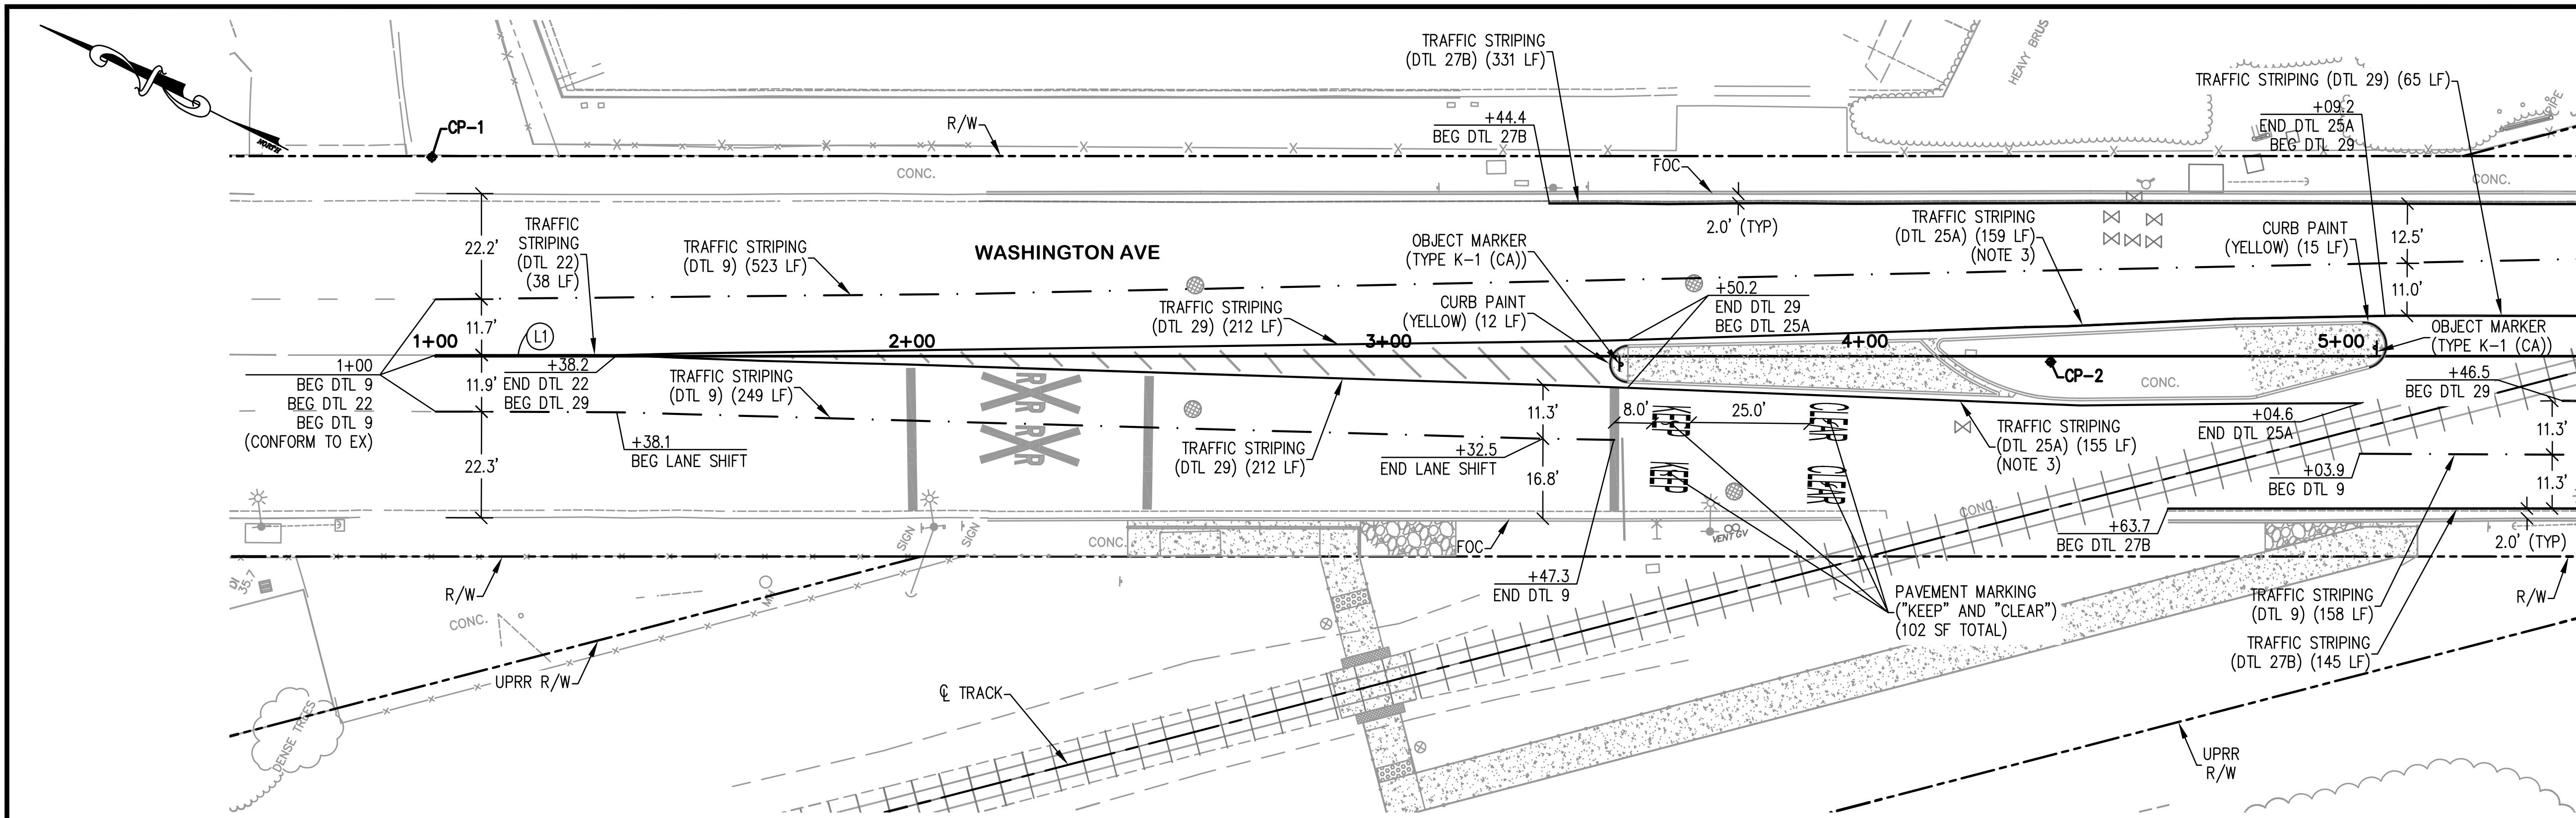 NORTH
CP-1
R/W
CONC.
TRAFFIC STRIPING
(DTL 27B) (331 LF)
+44.4
BEG DTL 27B
HEAVY BRUS
TRAFFIC STRIPING (DTL 29) (65 LF)
+09.2
END DTL 25A
BEG DTL 29
PIPE
CONC.
FOC
2.0' (TYP)
22.2'
TRAFFIC
STRIPING
(DTL 22)
(38 LF)
TRAFFIC STRIPING
(DTL 9) (523 LF)
WASHINGTON AVE
OBJECT MARKER
(TYPE K-1 (CA))
TRAFFIC STRIPING
(DTL 25A) (159 LF)
(NOTE 3)
CURB PAINT
(YELLOW) (15 LF)
12.5'
11.0'
TRAFFIC STRIPING
(DTL 29) (212 LF)
CURB PAINT
(YELLOW) (12 LF)
+50.2
END DTL 29
BEG DTL 25A
11.7'
1+00
L1
2+00
3+00
4+00
5+00
OBJECT MARKER
(TYPE K-1 (CA))
1+00
BEG DTL 9
BEG DTL 22
BEG DTL 9
(CONFORM TO EX)
11.9'
+38.2
END DTL 22
BEG DTL 29
TRAFFIC STRIPING
(DTL 9) (249 LF)
R R
R R
CP-2
CONC.
+46.5
BEG DTL 29
11.3'
8.0'
KEEP
25.0'
CLEAR
KEEP
CLEAR
+38.1
BEG LANE SHIFT
22.3'
TRAFFIC STRIPING
(DTL 29) (212 LF)
+32.5
END LANE SHIFT
16.8'
TRAFFIC STRIPING
(DTL 25A) (155 LF)
(NOTE 3)
+04.6
END DTL 25A
11.3'
+03.9
BEG DTL 9
11.3'
SIGN
SIGN
CONC.
FOC
VENT GV
CONC.
+63.7
BEG DTL 27B
2.0' (TYP)
DI
35.7
R/W
MW
CONC.
+47.3
END DTL 9
PAVEMENT MARKING
("KEEP" AND "CLEAR")
(102 SF TOTAL)
TRAFFIC STRIPING
(DTL 9) (158 LF)
R/W
TRAFFIC STRIPING
(DTL 27B) (145 LF)
UPRR R/W
DENSE TREES
℄ TRACK
UPRR
R/W